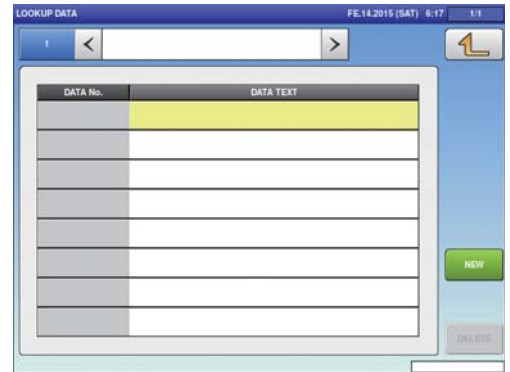 LOOKUP DATA FE.14.2015 (SAT) 6:17 1/1
1
DATA No. DATA TEXT
NEW
DELETE